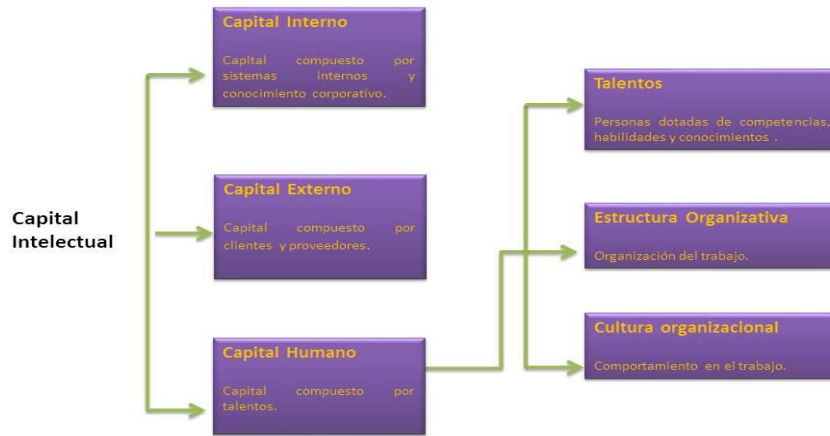 Capital Interno
Capital compuesto por
sistemas internos y
conocimiento corporativo.
Capital
Intelectual
Capital Externo
Capital compuesto por
clientes y proveedores.
Capital Humano
Capital compuesto por
talentos.
Talentos
Personas dotadas de competencias,
habilidades y conocimientos .
Estructura Organizativa
Organización del trabajo.
Cultura organizacional
Comportamiento en el trabajo.